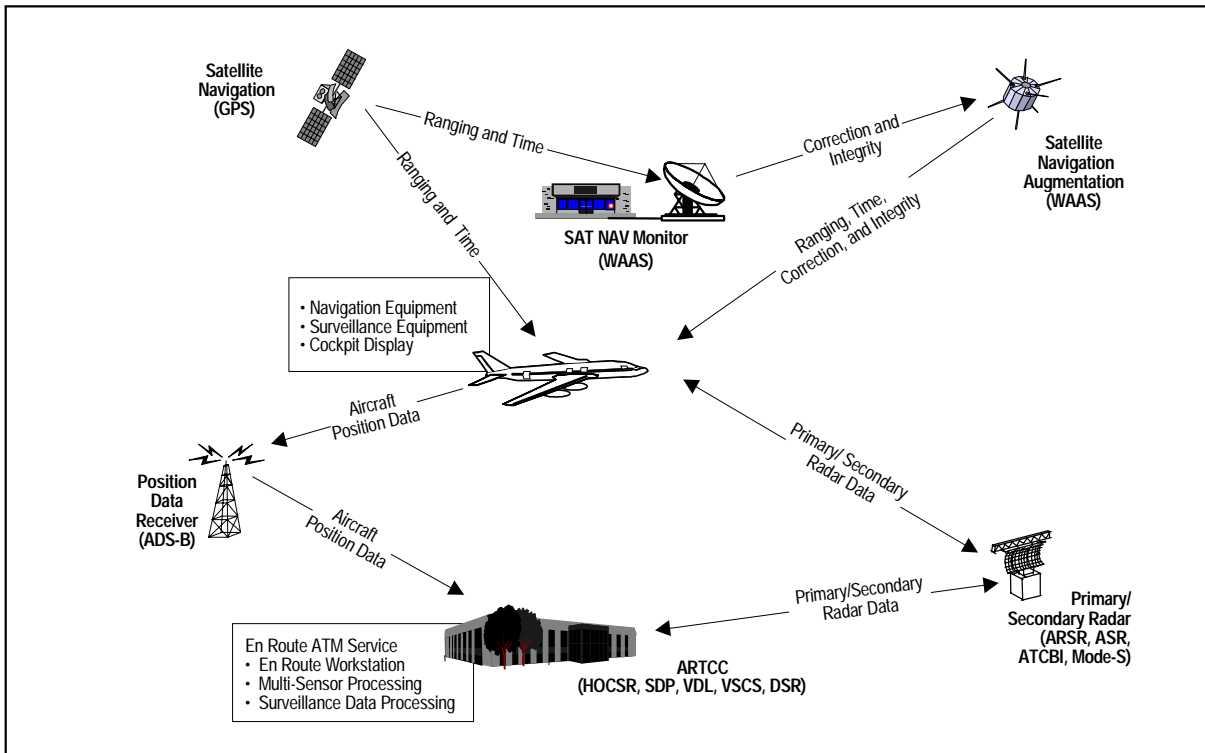 Satellite
Navigation
(GPS)
Ranging and Time
Ranging and Time
Correction and
Integrity
Satellite
Navigation
Augmentation
(WAAS)
SAT NAV Monitor
(WAAS)
Ranging, Time,
Correction, and Integrity
• Navigation Equipment
• Surveillance Equipment
• Cockpit Display
Aircraft
Position Data
Position
Data
Receiver
(ADS-B)
Aircraft
Position Data
Primary/ Secondary
Radar Data
Primary/Secondary
Radar Data
Primary/
Secondary Radar
(ARSR, ASR,
ATCBI, Mode-S)
En Route ATM Service
• En Route Workstation
• Multi-Sensor Processing
• Surveillance Data Processing
ARTCC
(HOCSR, SDP, VDL, VSCS, DSR)